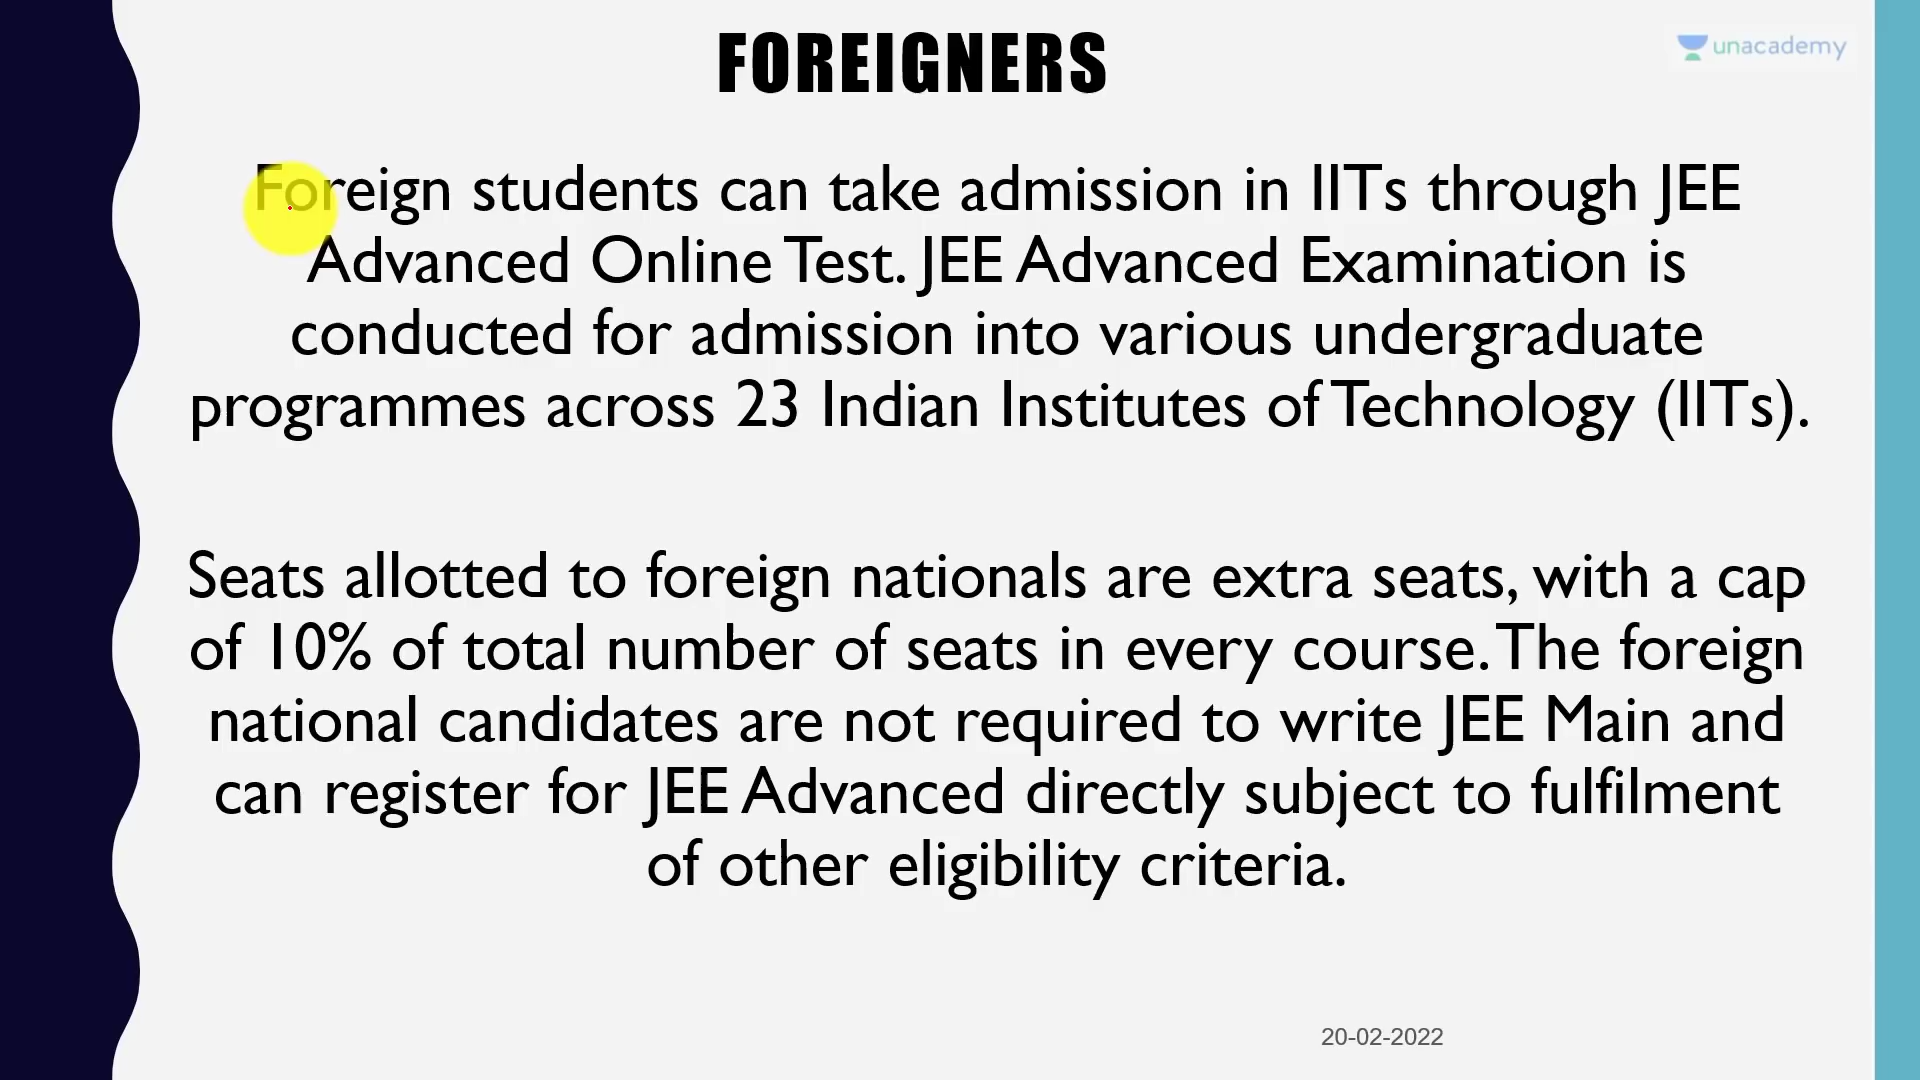 FOREIGNERS
unacademy
Foreign students can take admission in IITs through JEE
Advanced Online Test. JEE Advanced Examination is
conducted for admission into various undergraduate
programmes across 23 Indian Institutes of Technology (IITs).
Seats allotted to foreign nationals are extra seats, with a cap
of 10% of total number of seats in every course. The foreign
national candidates are not required to write JEE Main and
can register for JEE Advanced directly subject to fulfilment
of other eligibility criteria.
20-02-2022